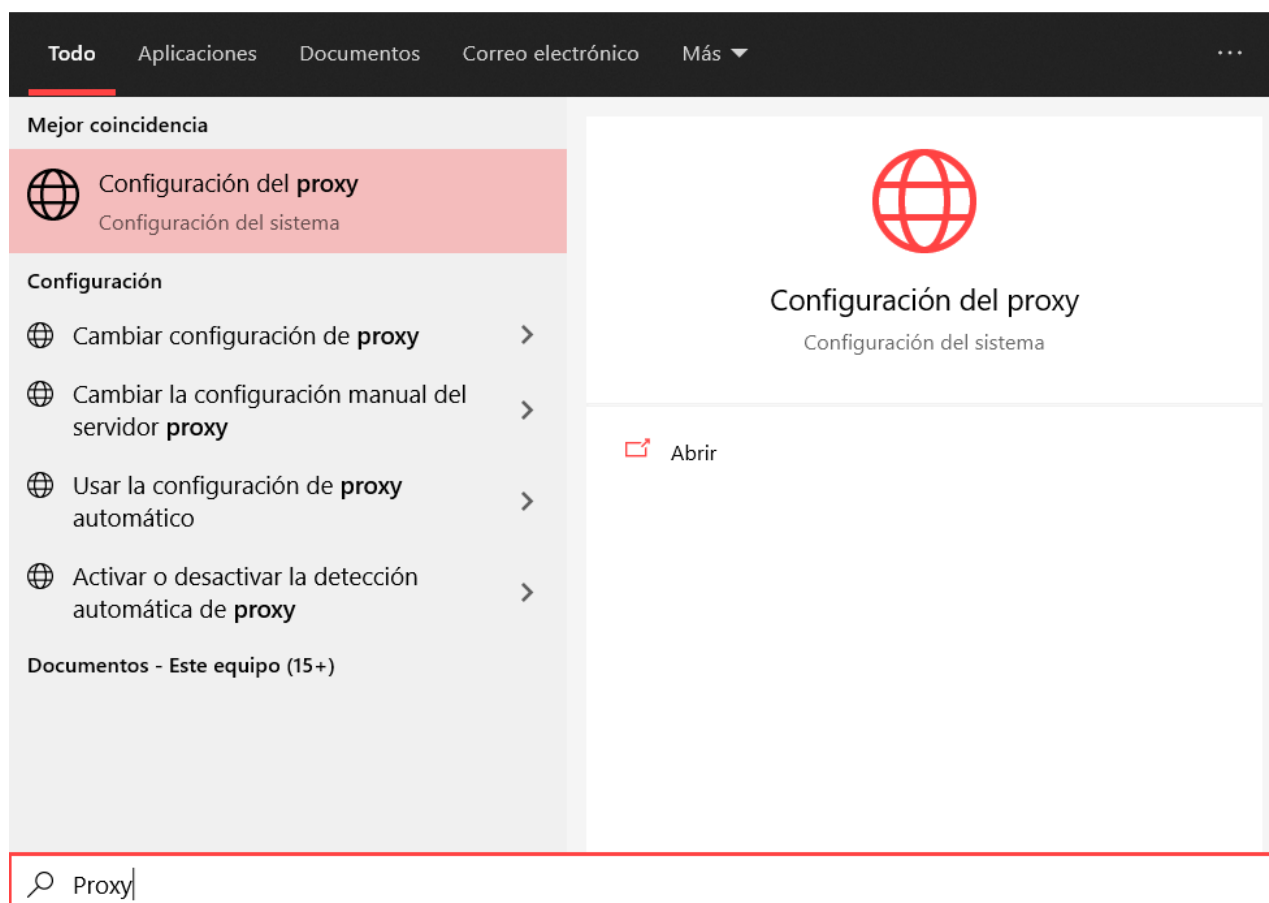 Todo Aplicaciones Documentos Correo electrónico Más ...
Mejor coincidencia
Configuración del proxy
Configuración del sistema
Configuración
Cambiar configuración de proxy
Cambiar la configuración manual del
servidor proxy
Usar la configuración de proxy
automático
Activar o desactivar la detección
automática de proxy
Documentos - Este equipo (15+)
Configuración del proxy
Configuración del sistema
Abrir
Proxy